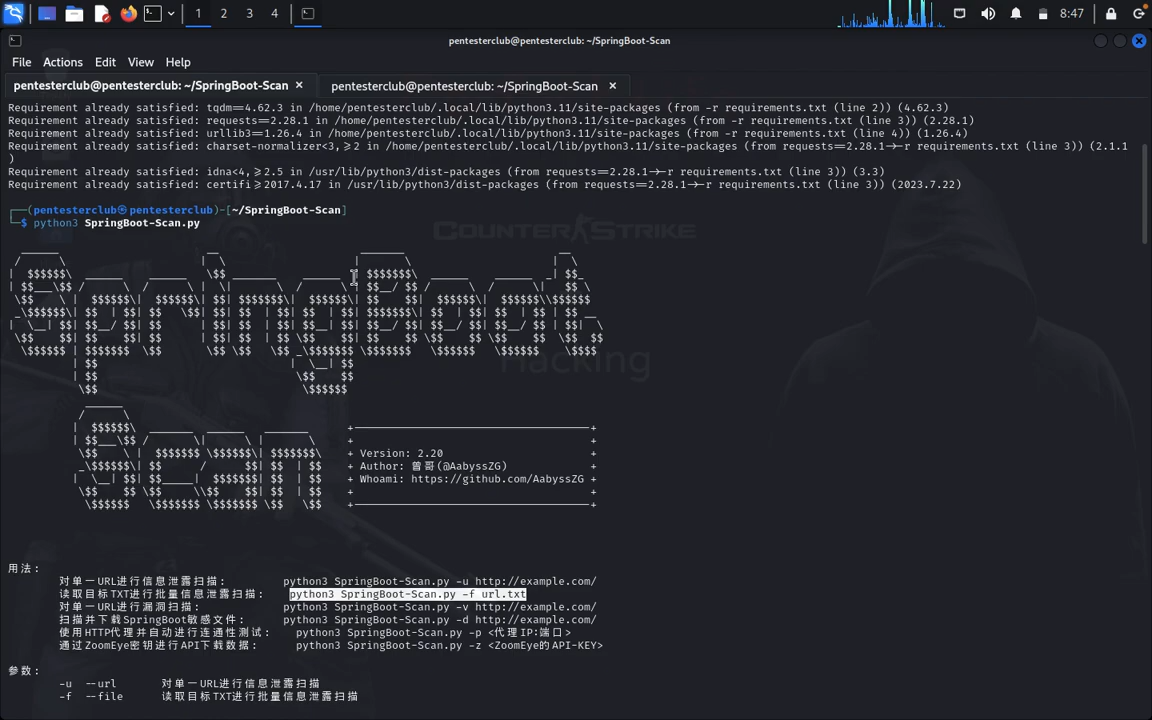 1 2 3 4 8:47
pentesterclub@pentesterclub: ~/SpringBoot-Scan
File Actions Edit View Help
pentesterclub@pentesterclub: ~/SpringBoot-Scan × pentesterclub@pentesterclub: ~/SpringBoot-Scan ×
Requirement already satisfied: tqdm==4.62.3 in /home/pentesterclub/.local/lib/python3.11/site-packages (from -r requirements.txt (line 2)) (4.62.3)
Requirement already satisfied: requests==2.28.1 in /home/pentesterclub/.local/lib/python3.11/site-packages (from -r requirements.txt (line 3)) (2.28.1)
Requirement already satisfied: urllib3==1.26.4 in /home/pentesterclub/.local/lib/python3.11/site-packages (from -r requirements.txt (line 4)) (1.26.4)
Requirement already satisfied: charset-normalizer<3,>=2 in /home/pentesterclub/.local/lib/python3.11/site-packages (from requests==2.28.1->-r requirements.txt (line 3)) (2.1.1
)
Requirement already satisfied: idna<4,>=2.5 in /usr/lib/python3/dist-packages (from requests==2.28.1->-r requirements.txt (line 3)) (3.3)
Requirement already satisfied: certifi>=2017.4.17 in /usr/lib/python3/dist-packages (from requests==2.28.1->-r requirements.txt (line 3)) (2023.7.22)
┌──(pentesterclub㉿pentesterclub)-[~/SpringBoot-Scan]
└─$ python3 SpringBoot-Scan.py
COUNTER STRIKE
SpringBoot
Hacking
Scan
Version: 2.20
Author: 曾哥(@AabyssZG)
Whoami: https://github.com/AabyssZG
用法:
对单一URL进行信息泄露扫描: python3 SpringBoot-Scan.py -u http://example.com/
读取目标TXT进行批量信息泄露扫描: python3 SpringBoot-Scan.py -f url.txt
对单一URL进行漏洞扫描: python3 SpringBoot-Scan.py -v http://example.com/
扫描并下载SpringBoot敏感文件: python3 SpringBoot-Scan.py -d http://example.com/
使用HTTP代理并自动进行连通性测试: python3 SpringBoot-Scan.py -p <代理IP:端口>
通过ZoomEye密钥进行API下载数据: python3 SpringBoot-Scan.py -z <ZoomEye的API-KEY>
参数:
-u --url 对单一URL进行信息泄露扫描
-f --file 读取目标TXT进行批量信息泄露扫描